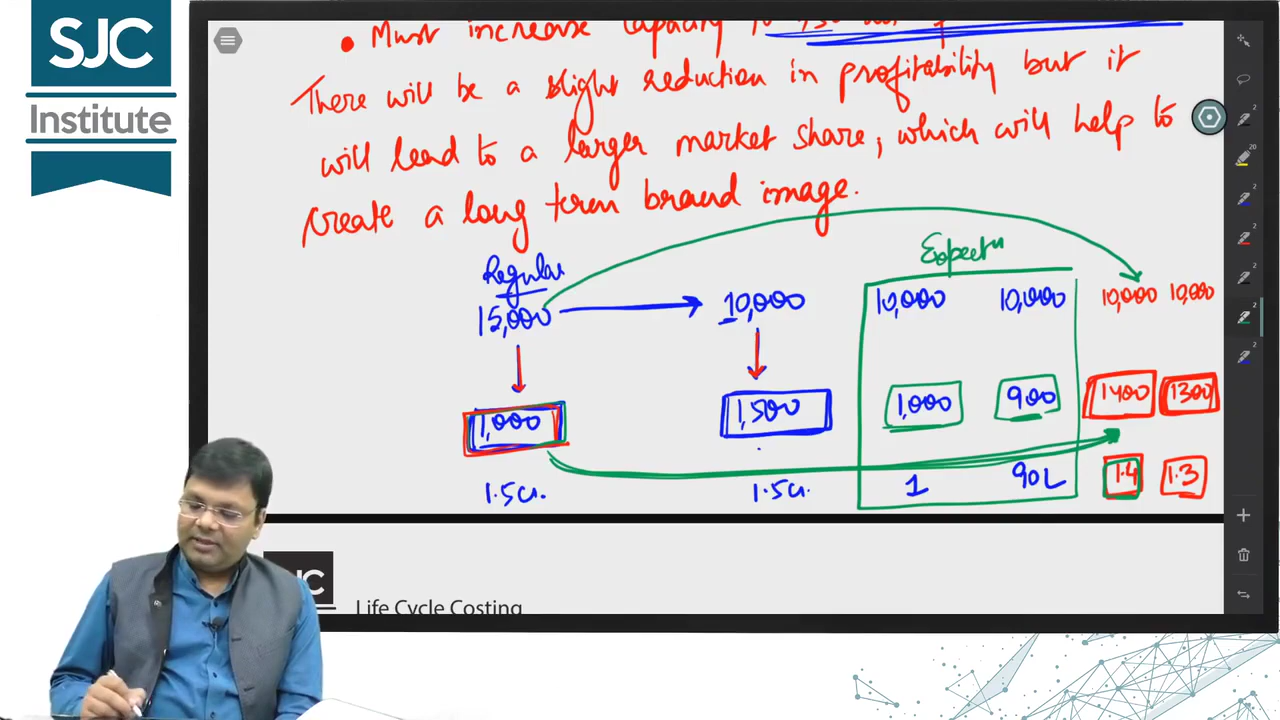 SJC
Institute
• Must increase capacity
There will be a slight reduction in profitability but it
will lead to a larger market share, which will help to
create a long term brand image.
Expectn
Regular
15,000 10,000 10,000 10,000 10,000 10,000
1,000 1,500 1,000 900 1400 1300
1.5cr. 1.5cr. 1 90L 1.4 1.3
JC
Life Cycle Costing